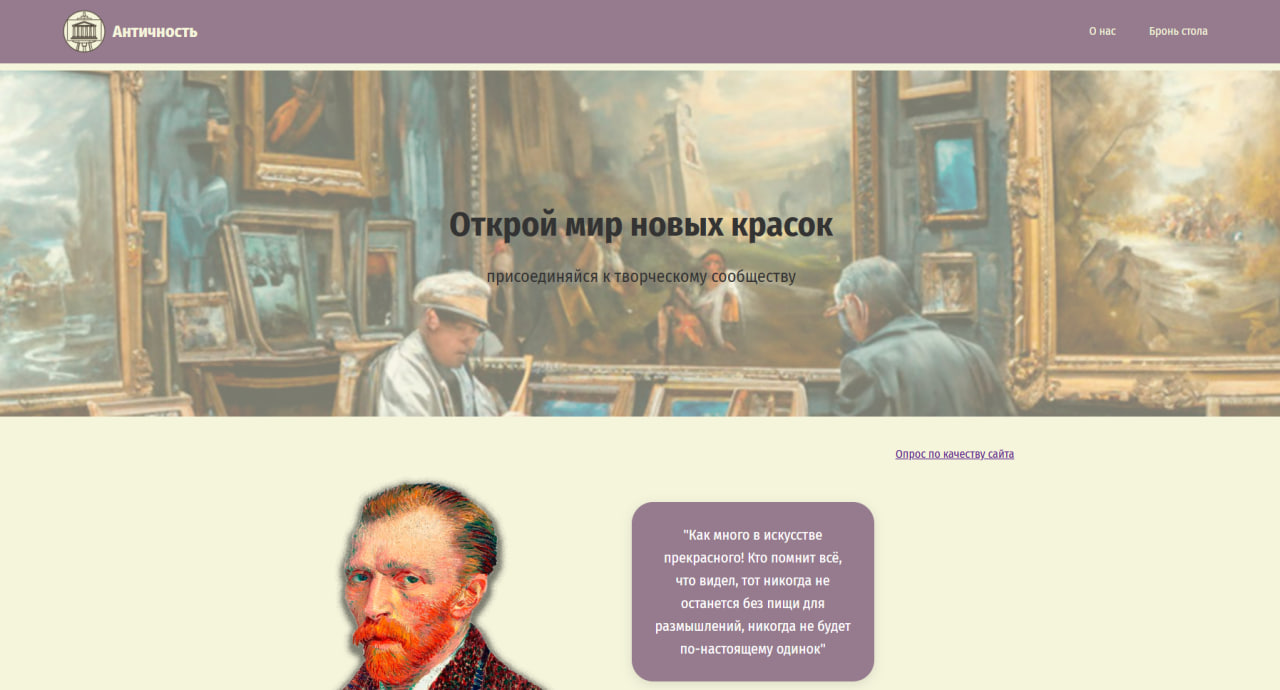 Античность
О нас
Бронь стола
Открой мир новых красок
присоединяйся к творческому сообществу
Опрос по качеству сайта
"Как много в искусстве
прекрасного! Кто помнит всё,
что видел, тот никогда не
останется без пищи для
размышлений, никогда не будет
по-настоящему одинок"